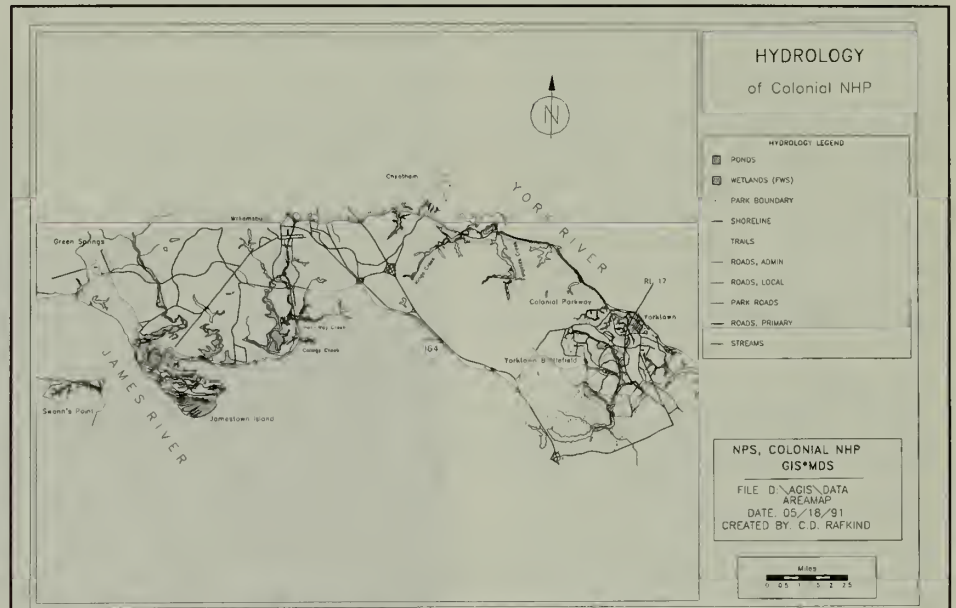 HYDROLOGY
of Colonial NHP
HYDROLOGY LEGEND
PONDS
WETLANDS (FWS)
PARK BOUNDARY
SHORELINE
TRAILS
ROADS, ADMIN
ROADS, LOCAL
PARK ROADS
ROADS, PRIMARY
STREAMS
N
Cheatham
YORK RIVER
Green Springs
Colonial Parkway
Rt. 17
Yorktown
I64
Yorktown Battlefield
College Creek
Swann's Point
Jamestown Island
JAMES RIVER
NPS, COLONIAL NHP
GIS*MDS
FILE D:\AGIS\DATA
AREAMAP
DATE. 05/18/91
CREATED BY. C.D. RAFKIND
Miles